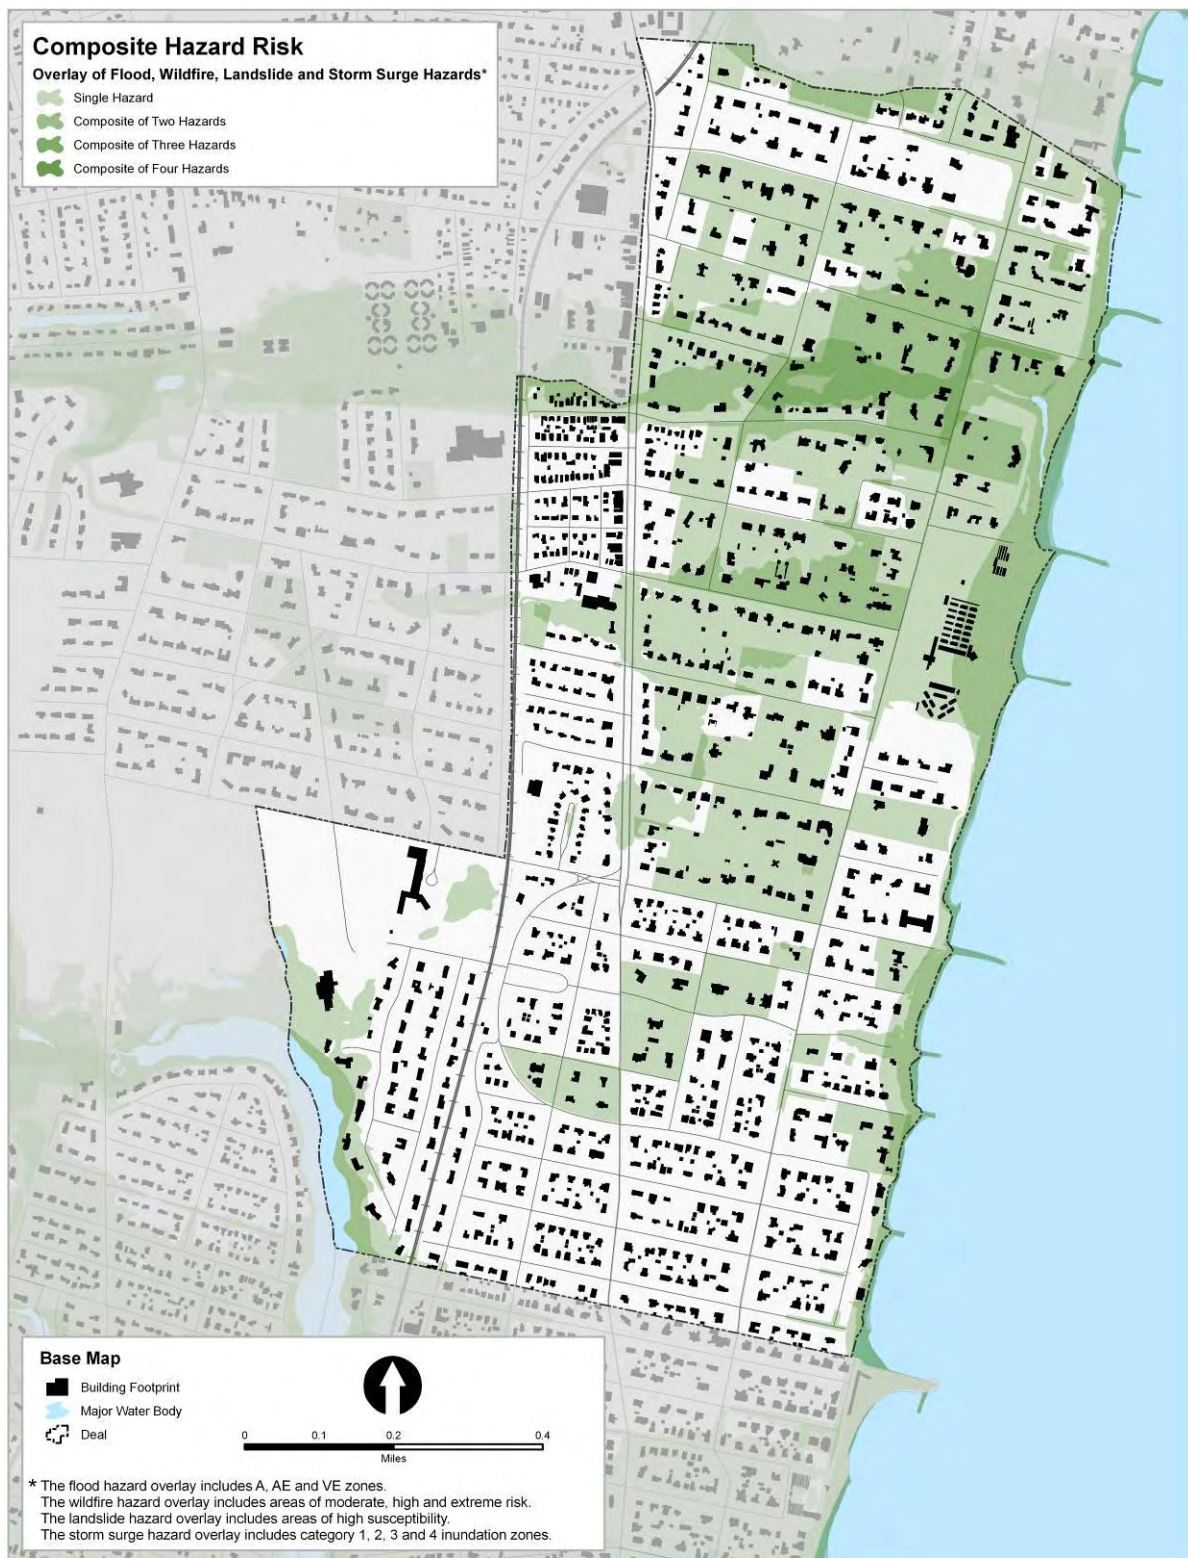 Composite Hazard Risk
Overlay of Flood, Wildfire, Landslide and Storm Surge Hazards*
Single Hazard
Composite of Two Hazards
Composite of Three Hazards
Composite of Four Hazards
Base Map
Building Footprint
Major Water Body
Deal
0 0.1 0.2 0.4
Miles
* The flood hazard overlay includes A, AE and VE zones.
The wildfire hazard overlay includes areas of moderate, high and extreme risk.
The landslide hazard overlay includes areas of high susceptibility.
The storm surge hazard overlay includes category 1, 2, 3 and 4 inundation zones.